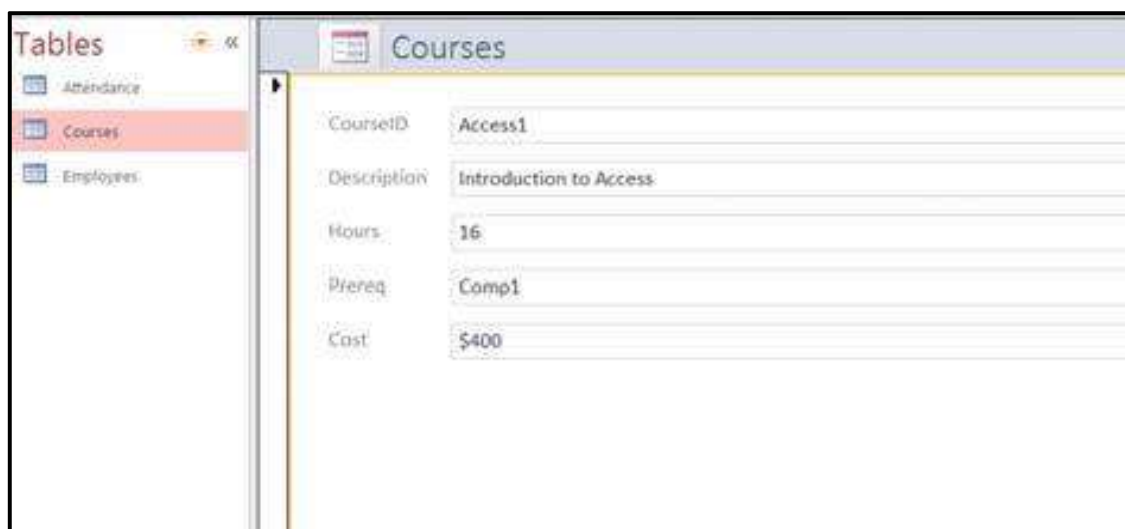 Tables «
Attendance
Courses
Employees
Courses
CourseID Access1
Description Introduction to Access
Hours 16
Prereq Comp1
Cost $400